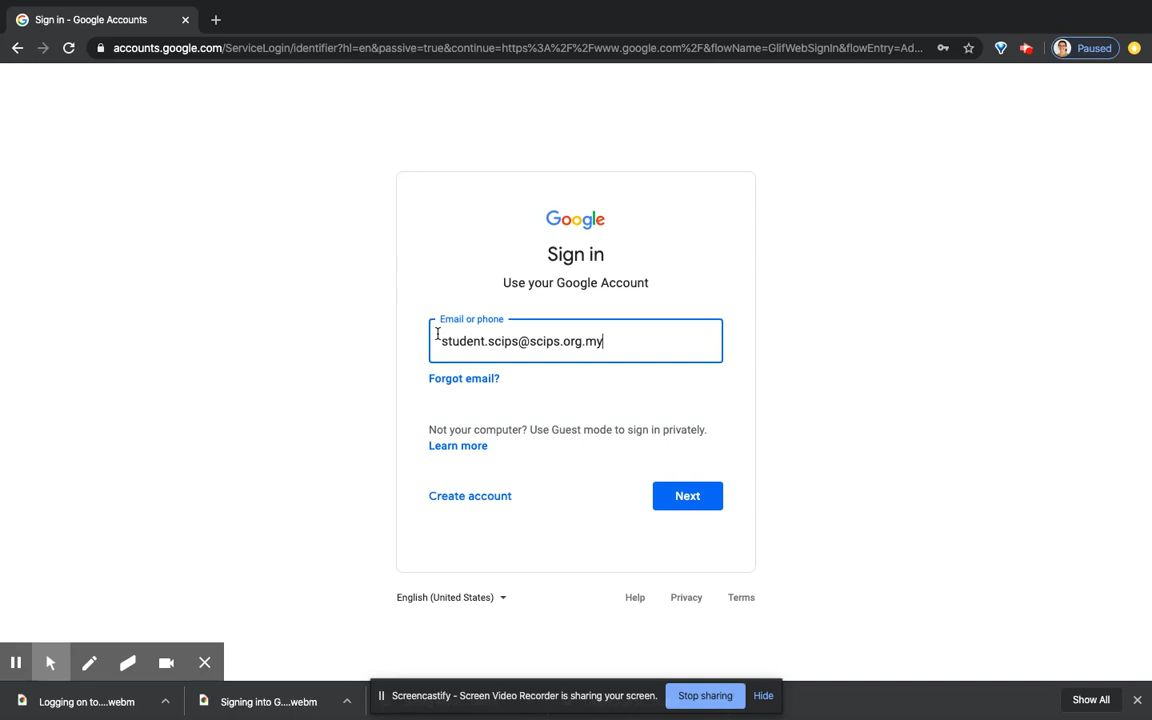 Sign in - Google Accounts
accounts.google.com/ServiceLogin/identifier?hl=en&passive=true&continue=https%3A%2F%2Fwww.google.com%2F&flowName=GlifWebSignIn&flowEntry=Ad...
Paused
Google
Sign in
Use your Google Account
Email or phone
student.scips@scips.org.my
Forgot email?
Not your computer? Use Guest mode to sign in privately.
Learn more
Create account
Next
English (United States)
Help
Privacy
Terms
Logging on to....webm
Signing into G....webm
Screencastify - Screen Video Recorder is sharing your screen.
Stop sharing
Hide
Show All